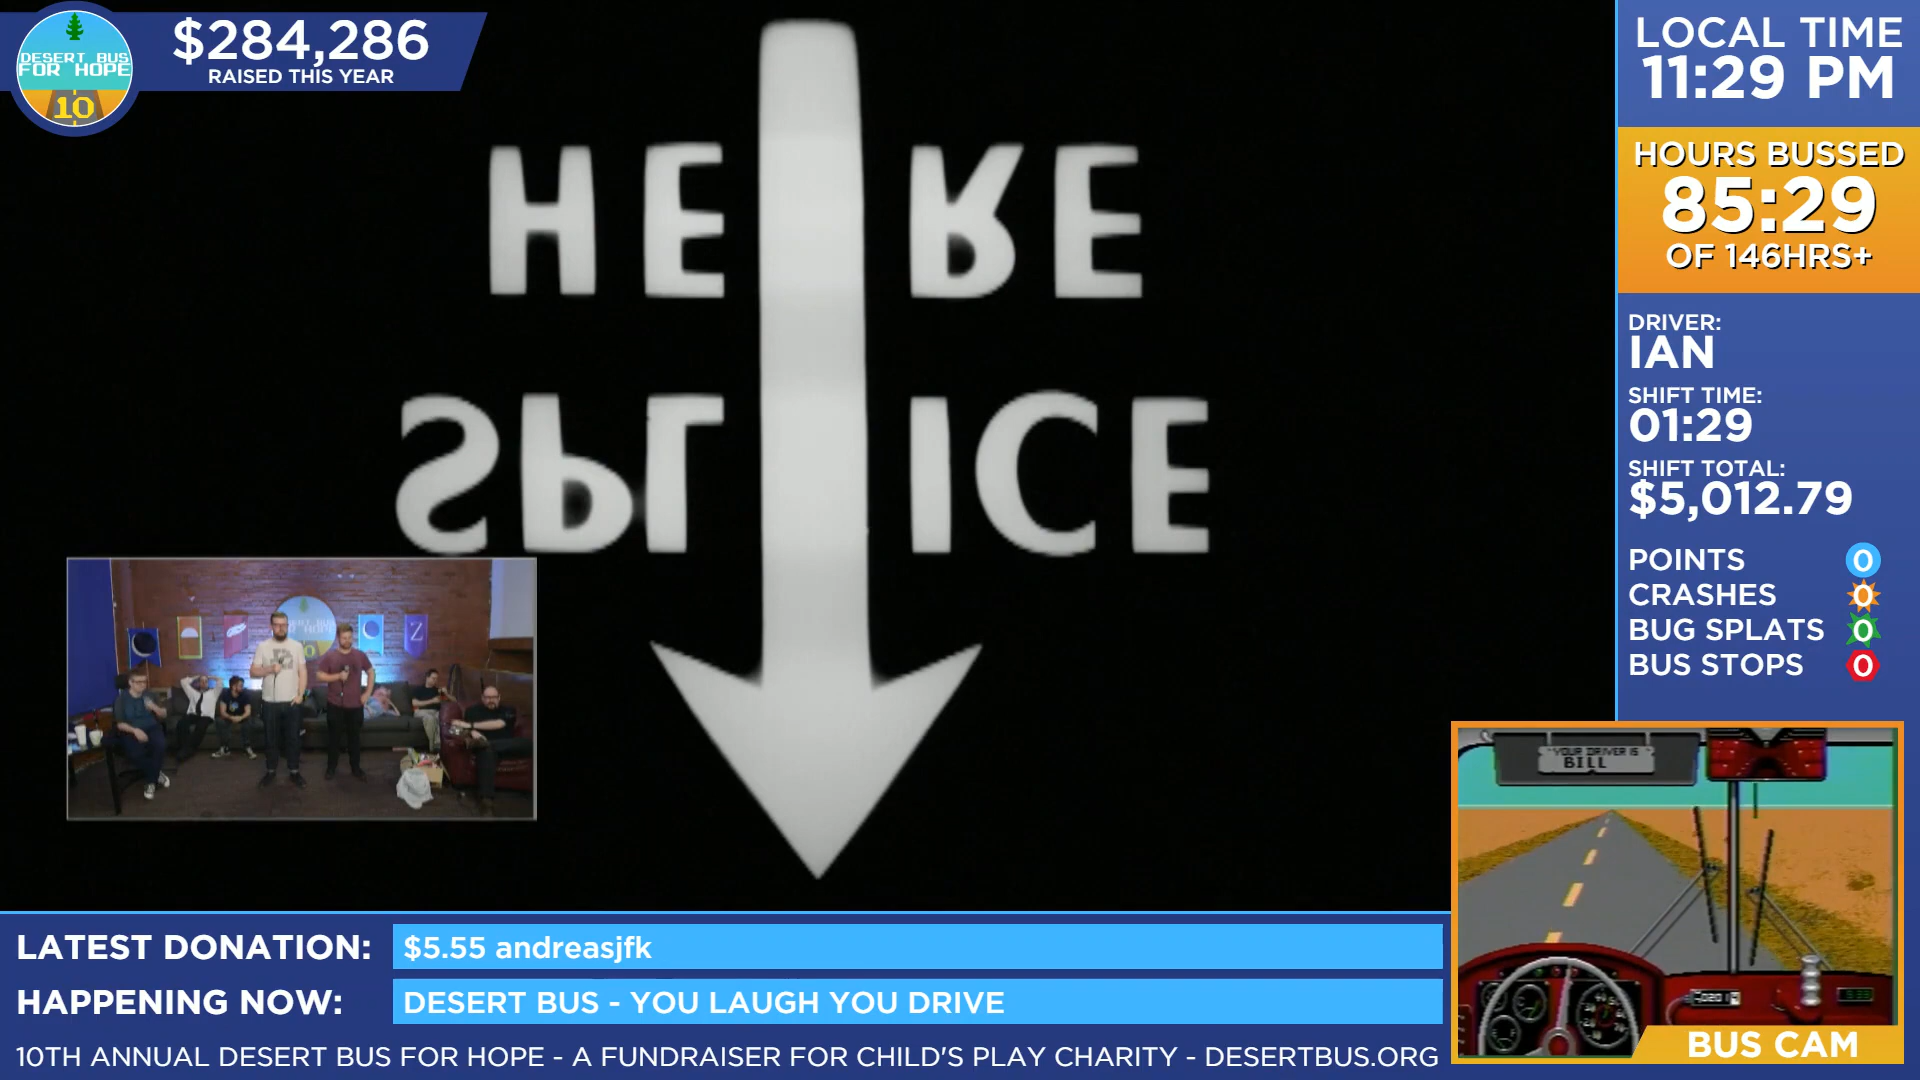 DESERT BUS
FOR HOPE
10
$284,286
RAISED THIS YEAR
HERE
SPLICE
LOCAL TIME
11:29 PM
HOURS BUSSED
85:29
OF 146HRS+
DRIVER:
IAN
SHIFT TIME:
01:29
SHIFT TOTAL:
$5,012.79
POINTS 0
CRASHES 0
BUG SPLATS 0
BUS STOPS 0
YOUR DRIVER IS
BILL
BUS CAM
LATEST DONATION: $5.55 andreasjfk
HAPPENING NOW: DESERT BUS - YOU LAUGH YOU DRIVE
10TH ANNUAL DESERT BUS FOR HOPE - A FUNDRAISER FOR CHILD'S PLAY CHARITY - DESERTBUS.ORG